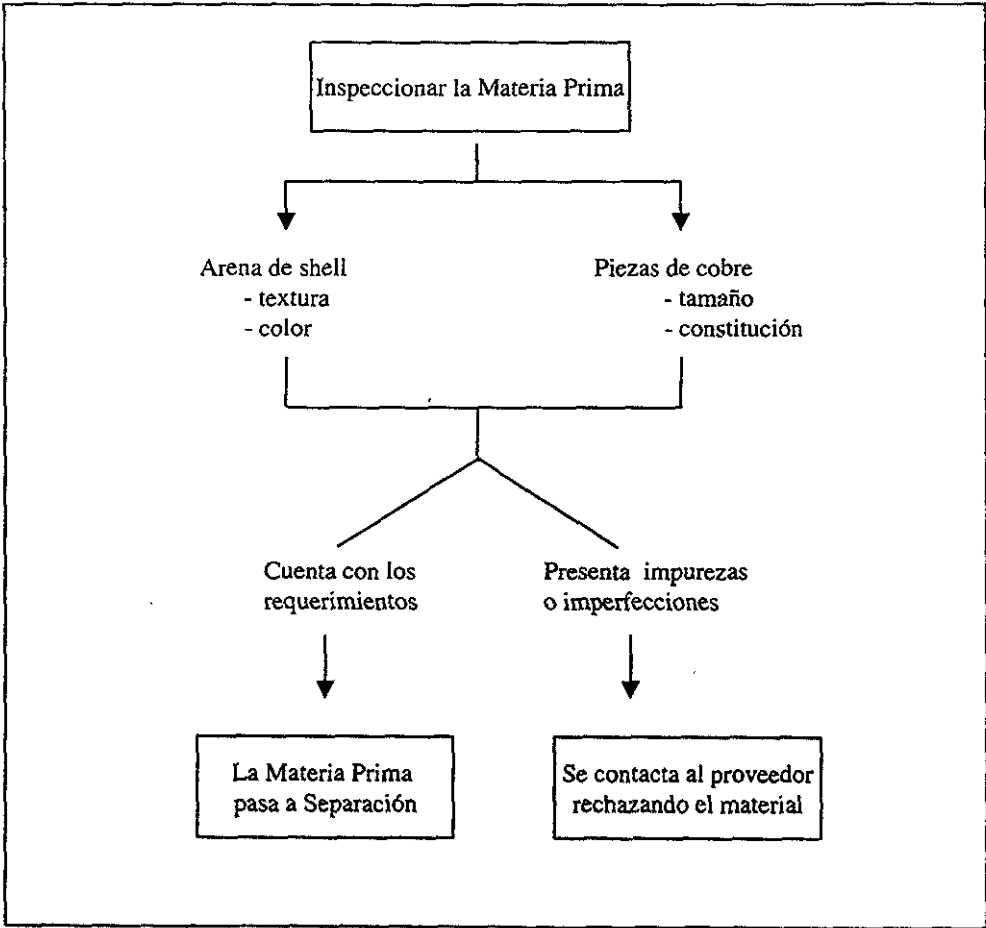 Inspeccionar la Materia Prima
Arena de shell
- textura
- color
Piezas de cobre
- tamaño
- constitución
Cuenta con los
requerimientos
Presenta impurezas
o imperfecciones
La Materia Prima
pasa a Separación
Se contacta al proveedor
rechazando el material